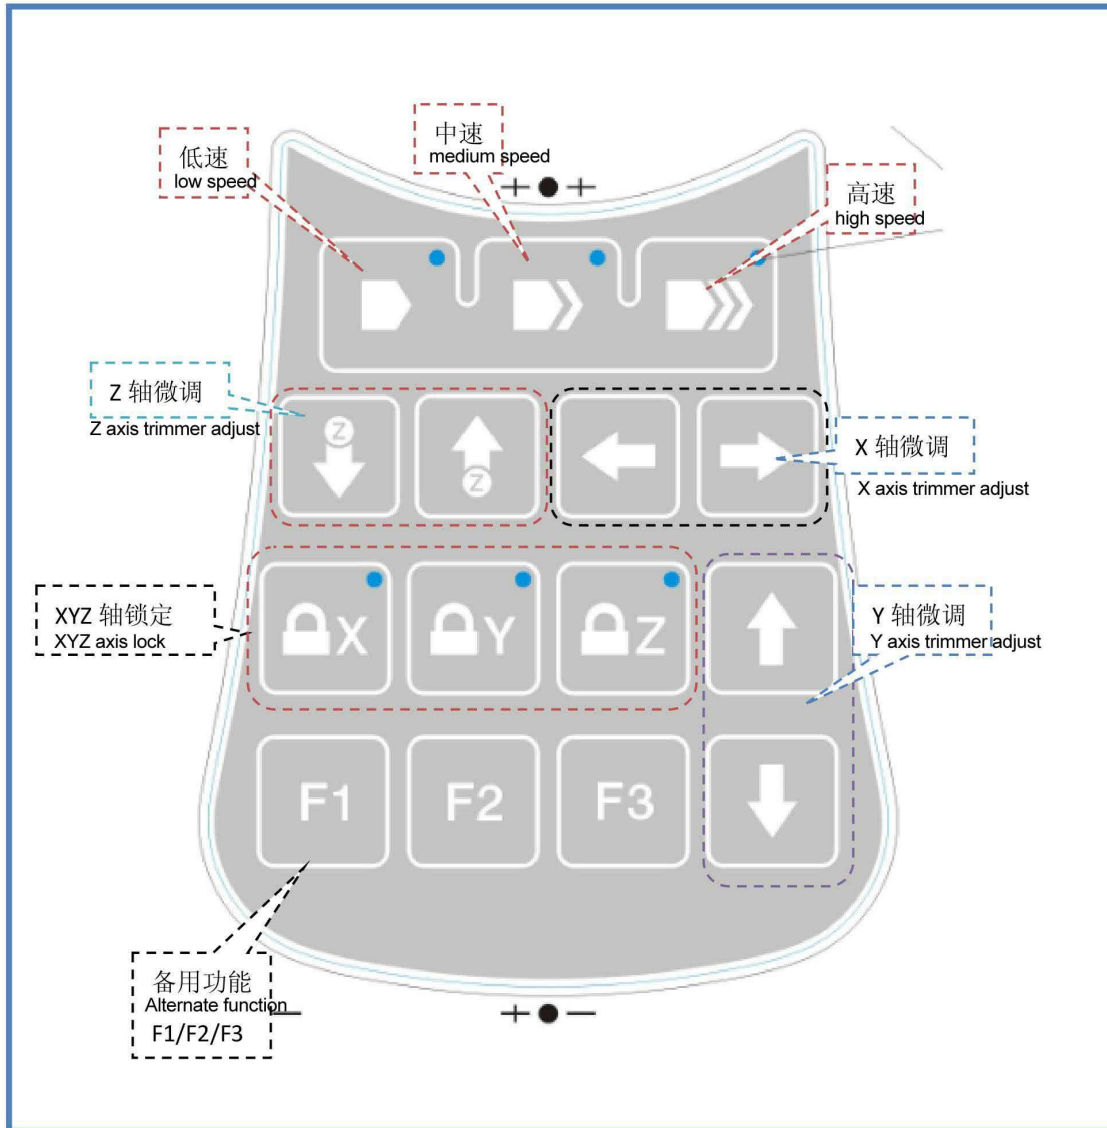 中速
medium speed
低速
low speed
高速
high speed
Z 轴微调
Z axis trimmer adjust
Z
Z
X 轴微调
X axis trimmer adjust
XYZ 轴锁定
XYZ axis lock
X
Y
Z
Y 轴微调
Y axis trimmer adjust
F1
F2
F3
备用功能
Alternate function
F1/F2/F3